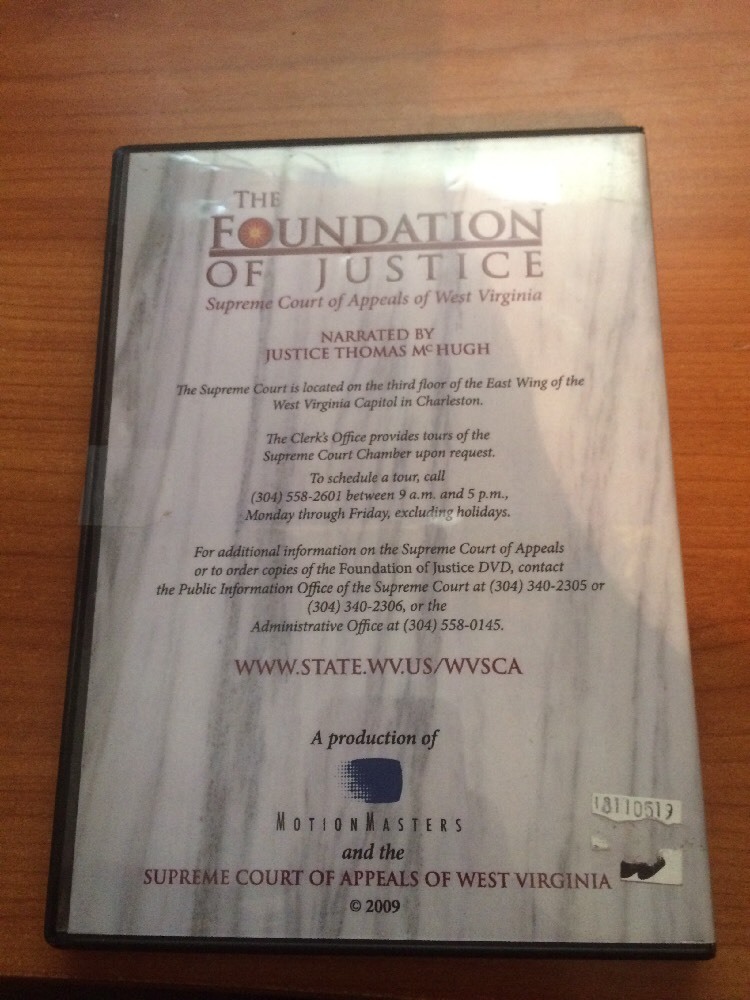 THE
FOUNDATION
OF JUSTICE
Supreme Court of Appeals of West Virginia
NARRATED BY
JUSTICE THOMAS MCHUGH
The Supreme Court is located on the third floor of the East Wing of the
West Virginia Capitol in Charleston.
The Clerk's Office provides tours of the
Supreme Court Chamber upon request.
To schedule a tour, call
(304) 558-2601 between 9 a.m. and 5 p.m.,
Monday through Friday, excluding holidays.
For additional information on the Supreme Court of Appeals
or to order copies of the Foundation of Justice DVD, contact
the Public Information Office of the Supreme Court at (304) 340-2305 or
(304) 340-2306, or the
Administrative Office at (304) 558-0145.
WWW.STATE.WV.US/WVSCA
A production of
MOTIONMASTERS
and the
SUPREME COURT OF APPEALS OF WEST VIRGINIA
© 2009